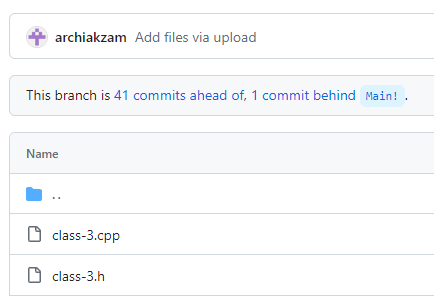 archiakzam Add files via upload
This branch is 41 commits ahead of, 1 commit behind Main! .
Name
..
class-3.cpp
class-3.h